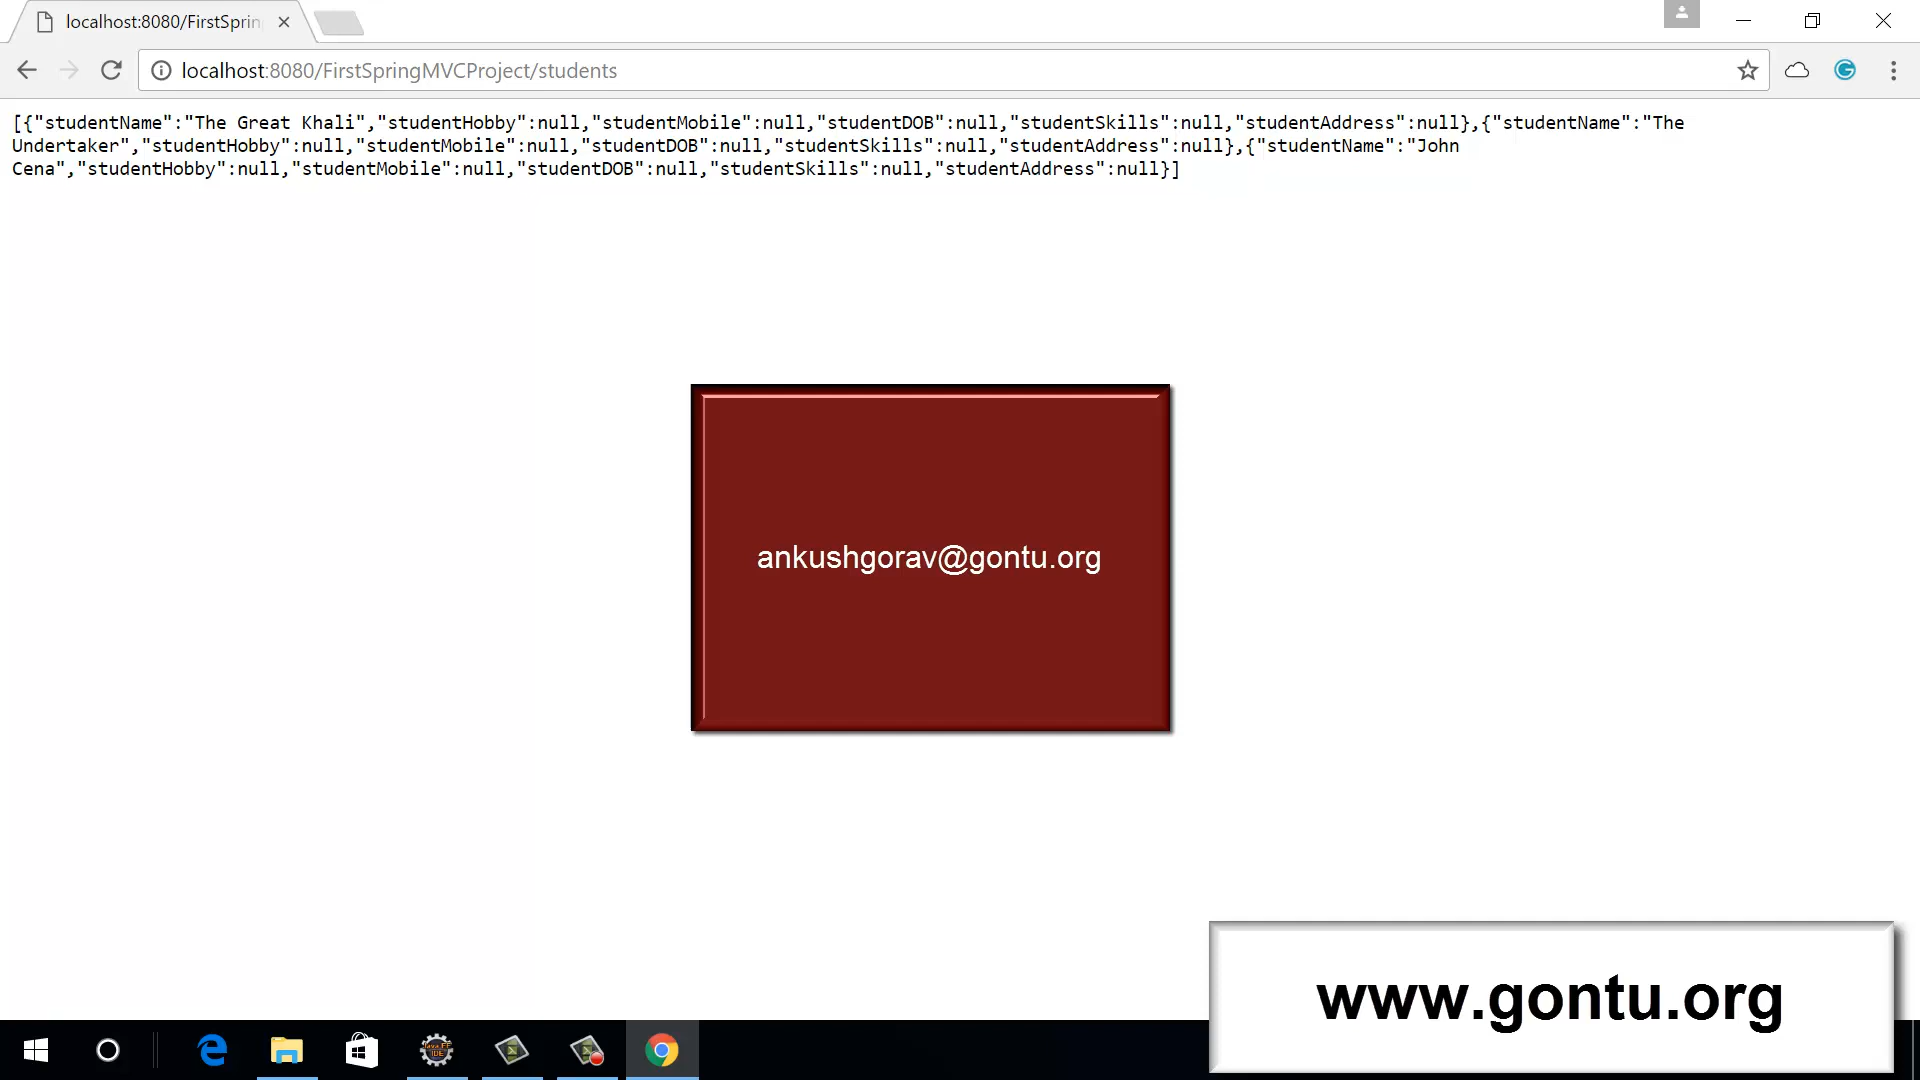 localhost:8080/FirstSprin
localhost:8080/FirstSpringMVCProject/students
[{"studentName":"The Great Khali","studentHobby":null,"studentMobile":null,"studentDOB":null,"studentSkills":null,"studentAddress":null},{"studentName":"The
Undertaker","studentHobby":null,"studentMobile":null,"studentDOB":null,"studentSkills":null,"studentAddress":null},{"studentName":"John
Cena","studentHobby":null,"studentMobile":null,"studentDOB":null,"studentSkills":null,"studentAddress":null}]
ankushgorav@gontu.org
www.gontu.org